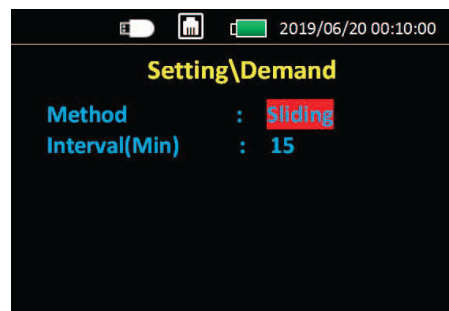 2019/06/20 00:10:00
Setting\Demand
Method : Sliding
Interval(Min) : 15